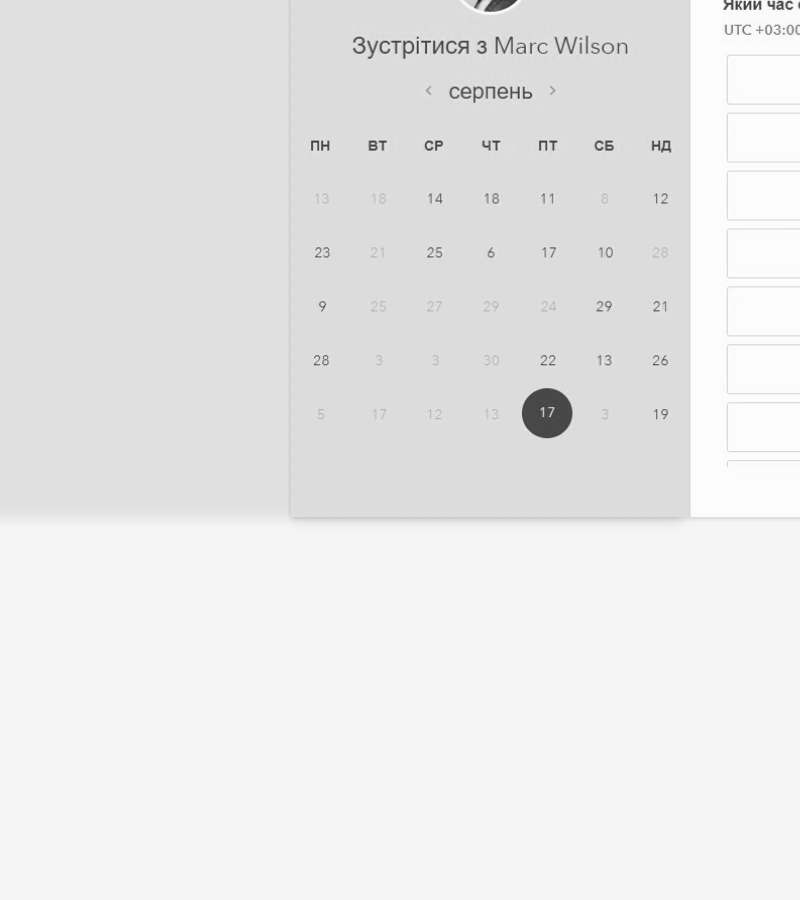 Який час
UTC +03:00
Зустрітися з Marc Wilson
серпень
ПН ВТ СР ЧТ ПТ СБ НД
13 18 14 18 11 8 12
23 21 25 6 17 10 28
9 25 27 29 24 29 21
28 3 3 30 22 13 26
5 17 12 13 17 3 19